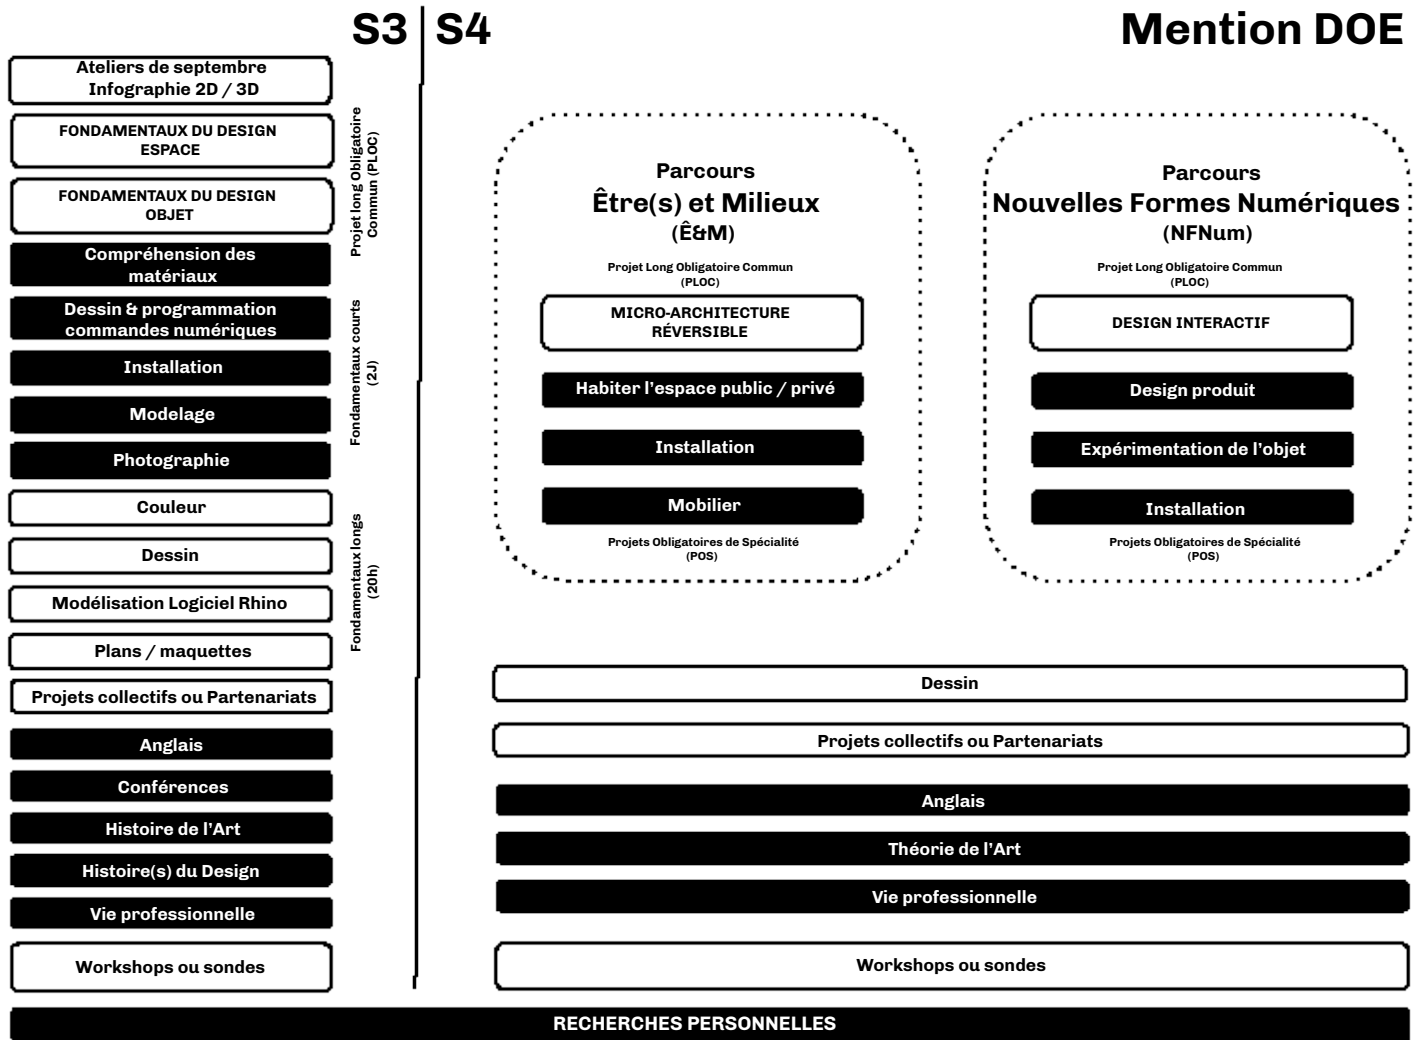 S3
S4
Mention DOE
Ateliers de septembre
Infographie 2D / 3D
FONDAMENTAUX DU DESIGN
ESPACE
FONDAMENTAUX DU DESIGN
OBJET
Compréhension des
matériaux
Dessin & programmation
commandes numériques
Installation
Modelage
Photographie
Couleur
Dessin
Modélisation Logiciel Rhino
Plans / maquettes
Projets collectifs ou Partenariats
Anglais
Conférences
Histoire de l'Art
Histoire(s) du Design
Vie professionnelle
Workshops ou sondes
Projet long Obligatoire
Commun (PLOC)
Fondamentaux courts
(2J)
Fondamentaux longs
(20h)
Parcours
Être(s) et Milieux
(Ê&M)
Projet Long Obligatoire Commun
(PLOC)
MICRO-ARCHITECTURE
RÉVERSIBLE
Habiter l'espace public / privé
Installation
Mobilier
Projets Obligatoires de Spécialité
(POS)
Parcours
Nouvelles Formes Numériques
(NFNum)
Projet Long Obligatoire Commun
(PLOC)
DESIGN INTERACTIF
Design produit
Expérimentation de l'objet
Installation
Projets Obligatoires de Spécialité
(POS)
Dessin
Projets collectifs ou Partenariats
Anglais
Théorie de l'Art
Vie professionnelle
Workshops ou sondes
RECHERCHES PERSONNELLES